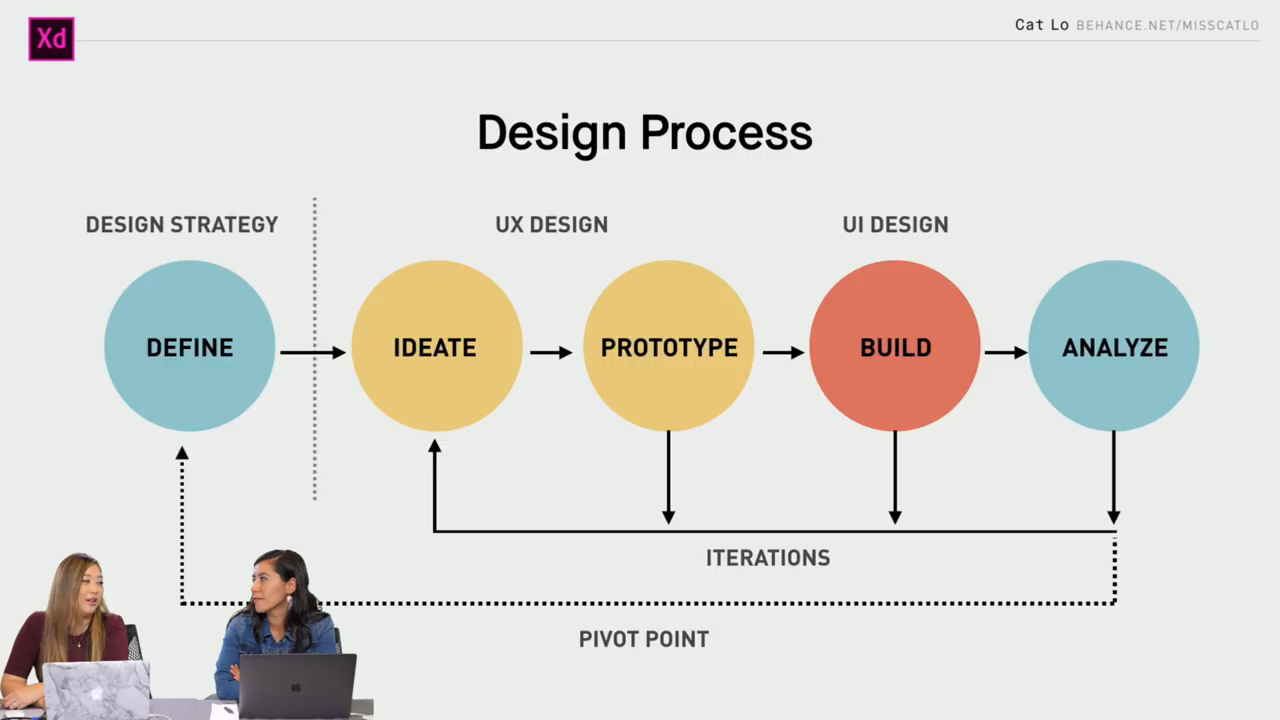 Xd
Cat Lo BEHANCE.NET/MISSCATLO
Design Process
DESIGN STRATEGY
UX DESIGN
UI DESIGN
DEFINE
IDEATE
PROTOTYPE
BUILD
ANALYZE
ITERATIONS
PIVOT POINT